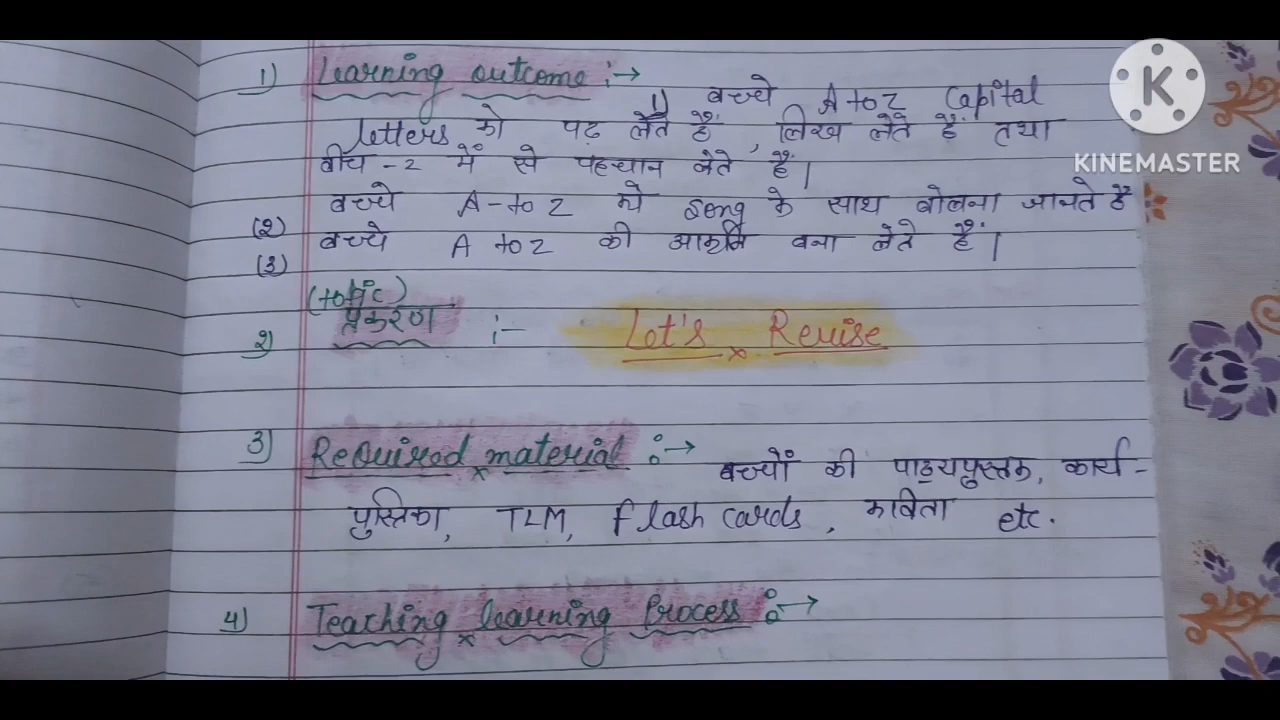 1) Learning outcome :→
1) बच्चे A to Z Capital
letters को पढ़ लेते हैं, लिख लेते हैं तथा
बीच-2 में से पहचान लेते हैं।
बच्चे A-to Z को song के साथ बोलना जानते हैं
(2) बच्चे A to Z की आकृति बना लेते हैं।
(3)
(topic)
2) प्रकरण :- Let's Revise
3) Required material :→ बच्चों की पाठ्यपुस्तक, कार्य-
पुस्तिका, TLM, flash cards, कविता etc.
4) Teaching learning Process :→
K
KINEMASTER